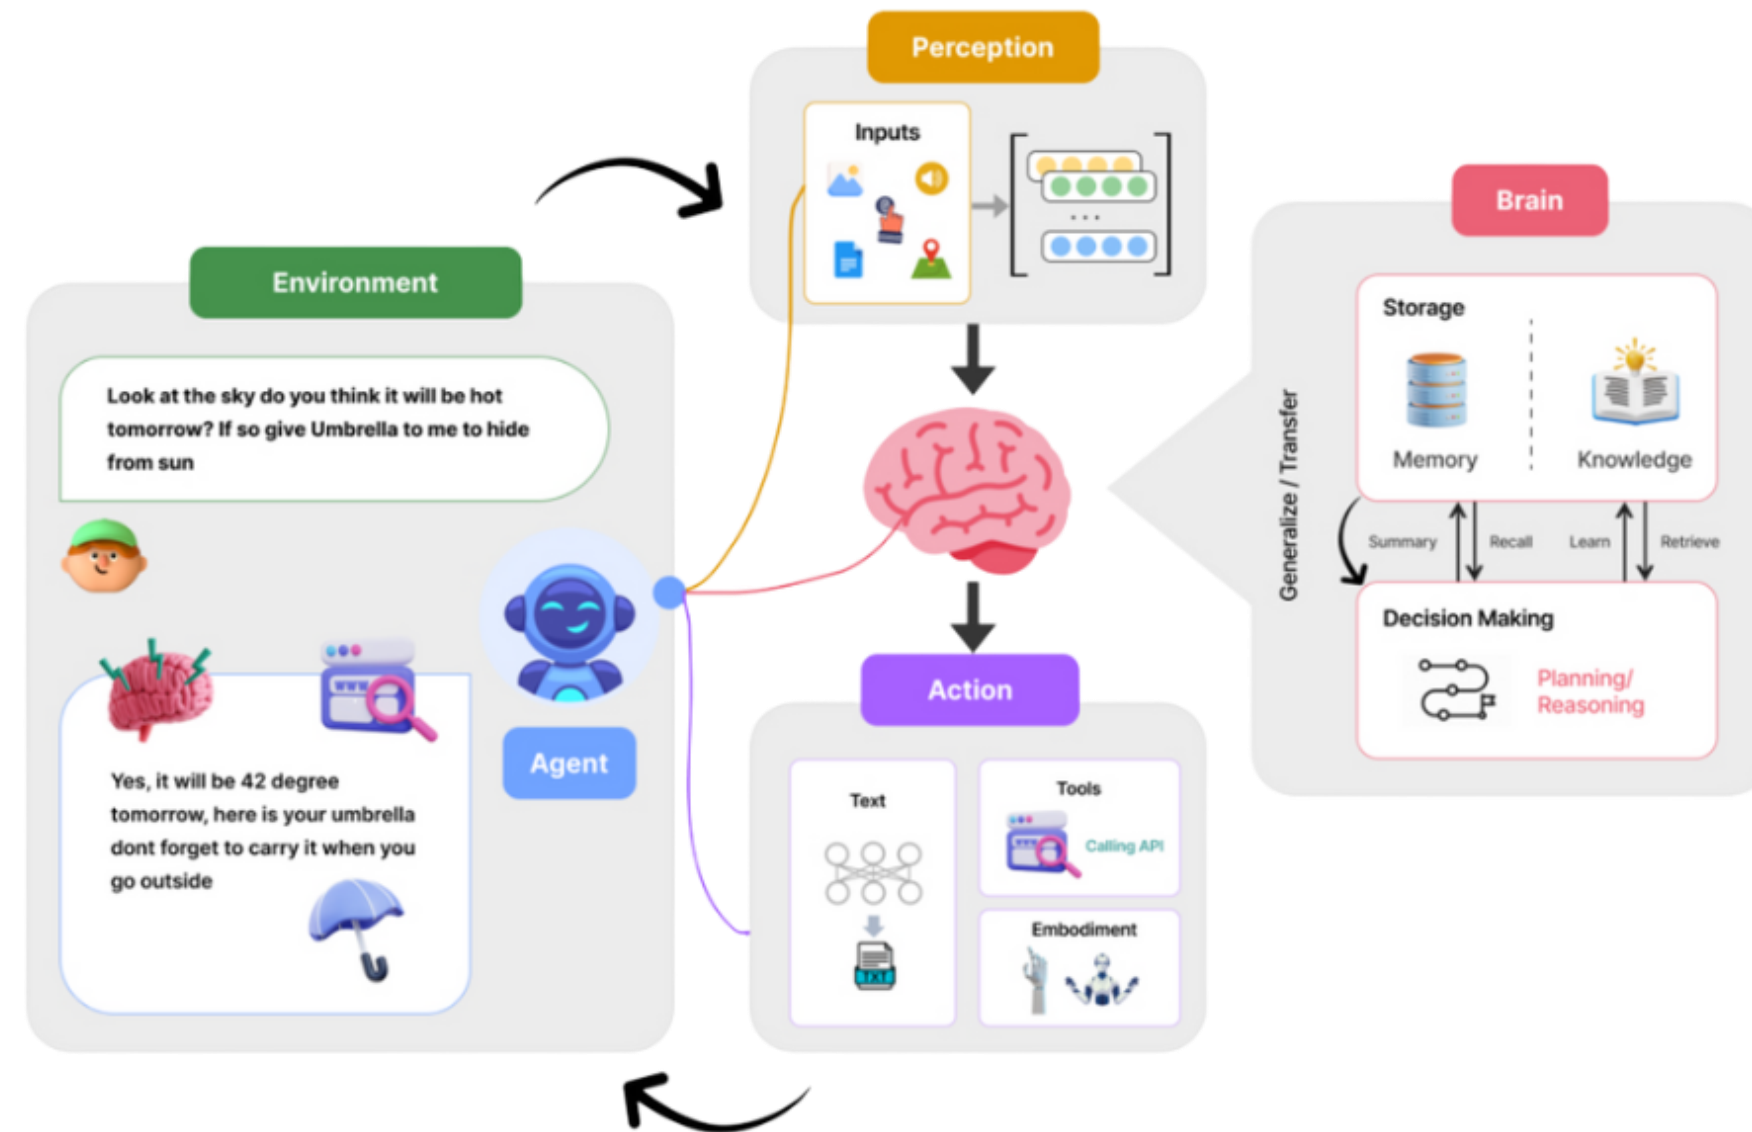 Perception
Inputs
Environment
Look at the sky do you think it will be hot
tomorrow? If so give Umbrella to me to hide
from sun
Agent
Yes, it will be 42 degree
tomorrow, here is your umbrella
dont forget to carry it when you
go outside
Action
Text
TXT
Tools
Calling API
Embodiment
Brain
Generalize / Transfer
Storage
Memory
Knowledge
Summary
Recall
Learn
Retrieve
Decision Making
Planning/
Reasoning